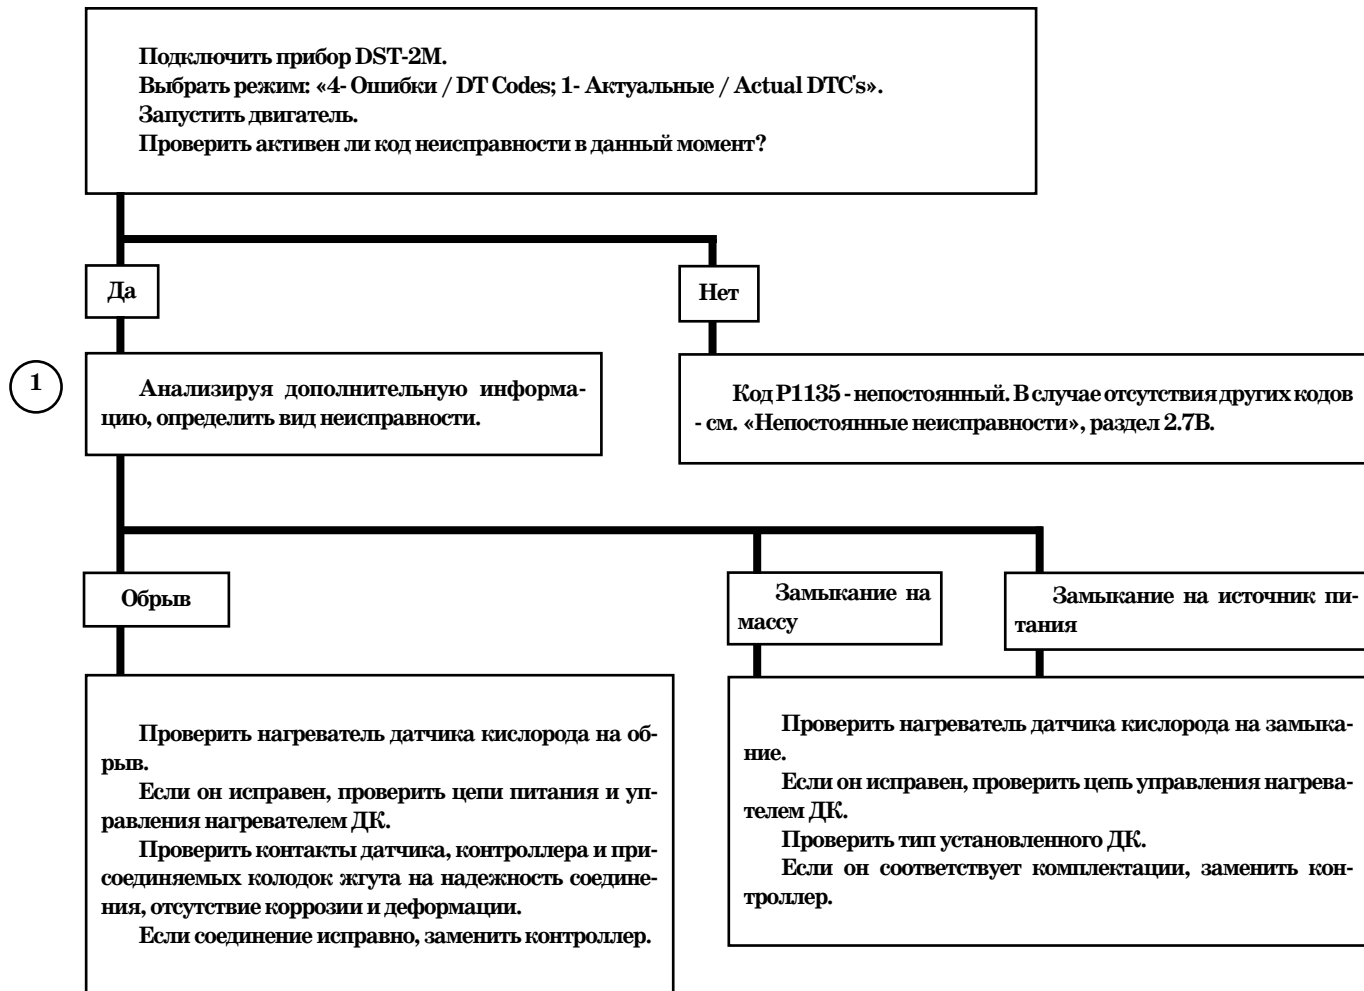 Подключить прибор DST-2M.
Выбрать режим: «4- Ошибки / DT Codes; 1- Актуальные / Actual DTC's».
Запустить двигатель.
Проверить активен ли код неисправности в данный момент?
Да
Нет
1
Анализируя дополнительную информа-
цию, определить вид неисправности.
Код Р1135 - непостоянный. В случае отсутствия других кодов
- см. «Непостоянные неисправности», раздел 2.7В.
Обрыв
Замыкание на
массу
Замыкание на источник пи-
тания
Проверить нагреватель датчика кислорода на об-
рыв.
Если он исправен, проверить цепи питания и уп-
равления нагревателем ДК.
Проверить контакты датчика, контроллера и при-
соединяемых колодок жгута на надежность соедине-
ния, отсутствие коррозии и деформации.
Если соединение исправно, заменить контроллер.
Проверить нагреватель датчика кислорода на замыка-
ние.
Если он исправен, проверить цепь управления нагрева-
телем ДК.
Проверить тип установленного ДК.
Если он соответствует комплектации, заменить кон-
троллер.